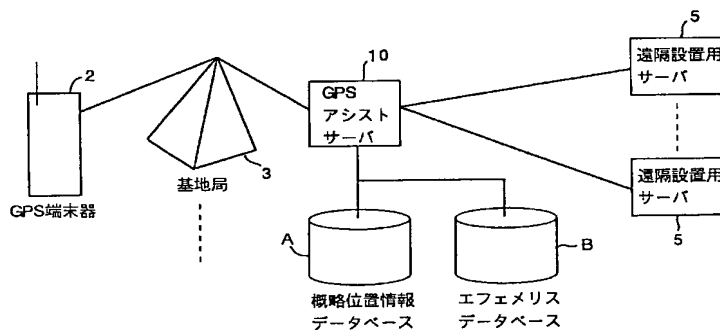 2
GPS端末器
3
基地局
10
GPS
アシスト
サーバ
5
遠隔設置用
サーバ
遠隔設置用
サーバ
5
A
概略位置情報
データベース
B
エフェメリス
データベース